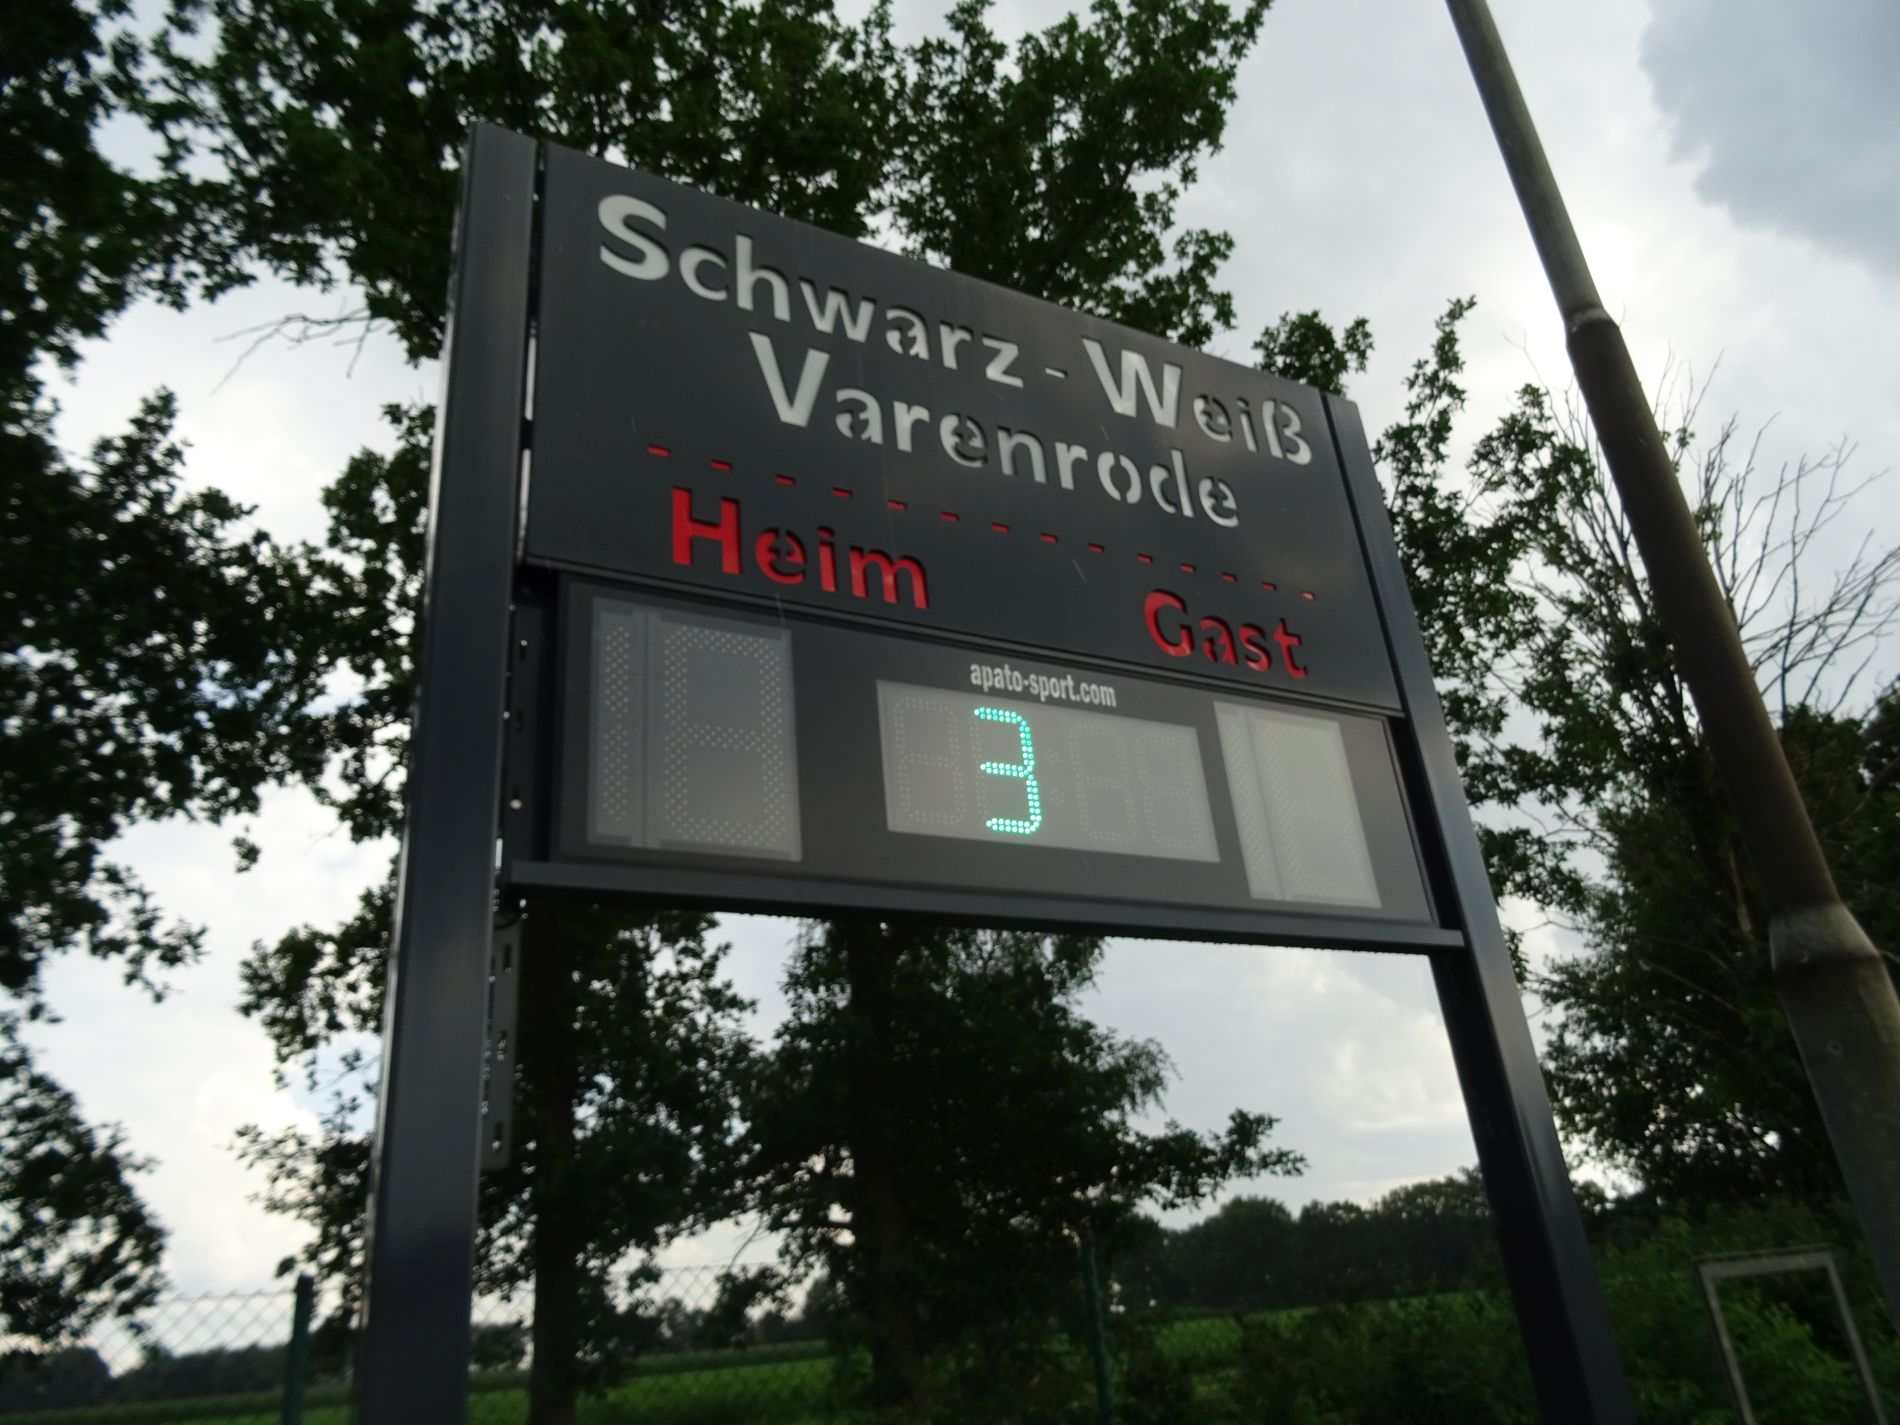 Schwarz - Weiß
Varenrode
Heim Gast
apato-sport.com
3